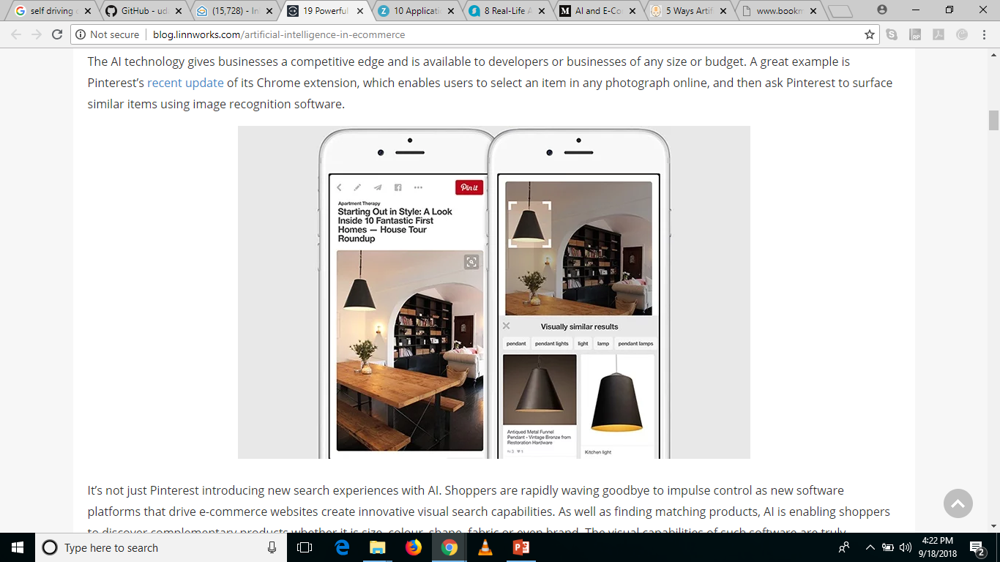 self driving
GitHub - ud
(15,728) - In
19 Powerful
10 Applicati
8 Real-Life A
AI and E-Co
5 Ways Artif
www.bookm
Not secure
blog.linnworks.com/artificial-intelligence-in-ecommerce
The AI technology gives businesses a competitive edge and is available to developers or businesses of any size or budget. A great example is
Pinterest’s recent update of its Chrome extension, which enables users to select an item in any photograph online, and then ask Pinterest to surface
similar items using image recognition software.
Pin it
Apartment Therapy
Starting Out in Style: A Look
Inside 10 Fantastic First
Homes — House Tour
Roundup
Visually similar results
pendant
pendant lights
light
lamp
pendant lamps
Antiqued Metal Funnel
Pendant - Vintage Bronze from
Restoration Hardware
Kitchen light
It’s not just Pinterest introducing new search experiences with AI. Shoppers are rapidly waving goodbye to impulse control as new software
platforms that drive e-commerce websites create innovative visual search capabilities. As well as finding matching products, AI is enabling shoppers
to discover complementary products whether it is size, colour, shape, fabric or even brand. The visual capabilities of such software are truly
Type here to search
4:22 PM
9/18/2018
2